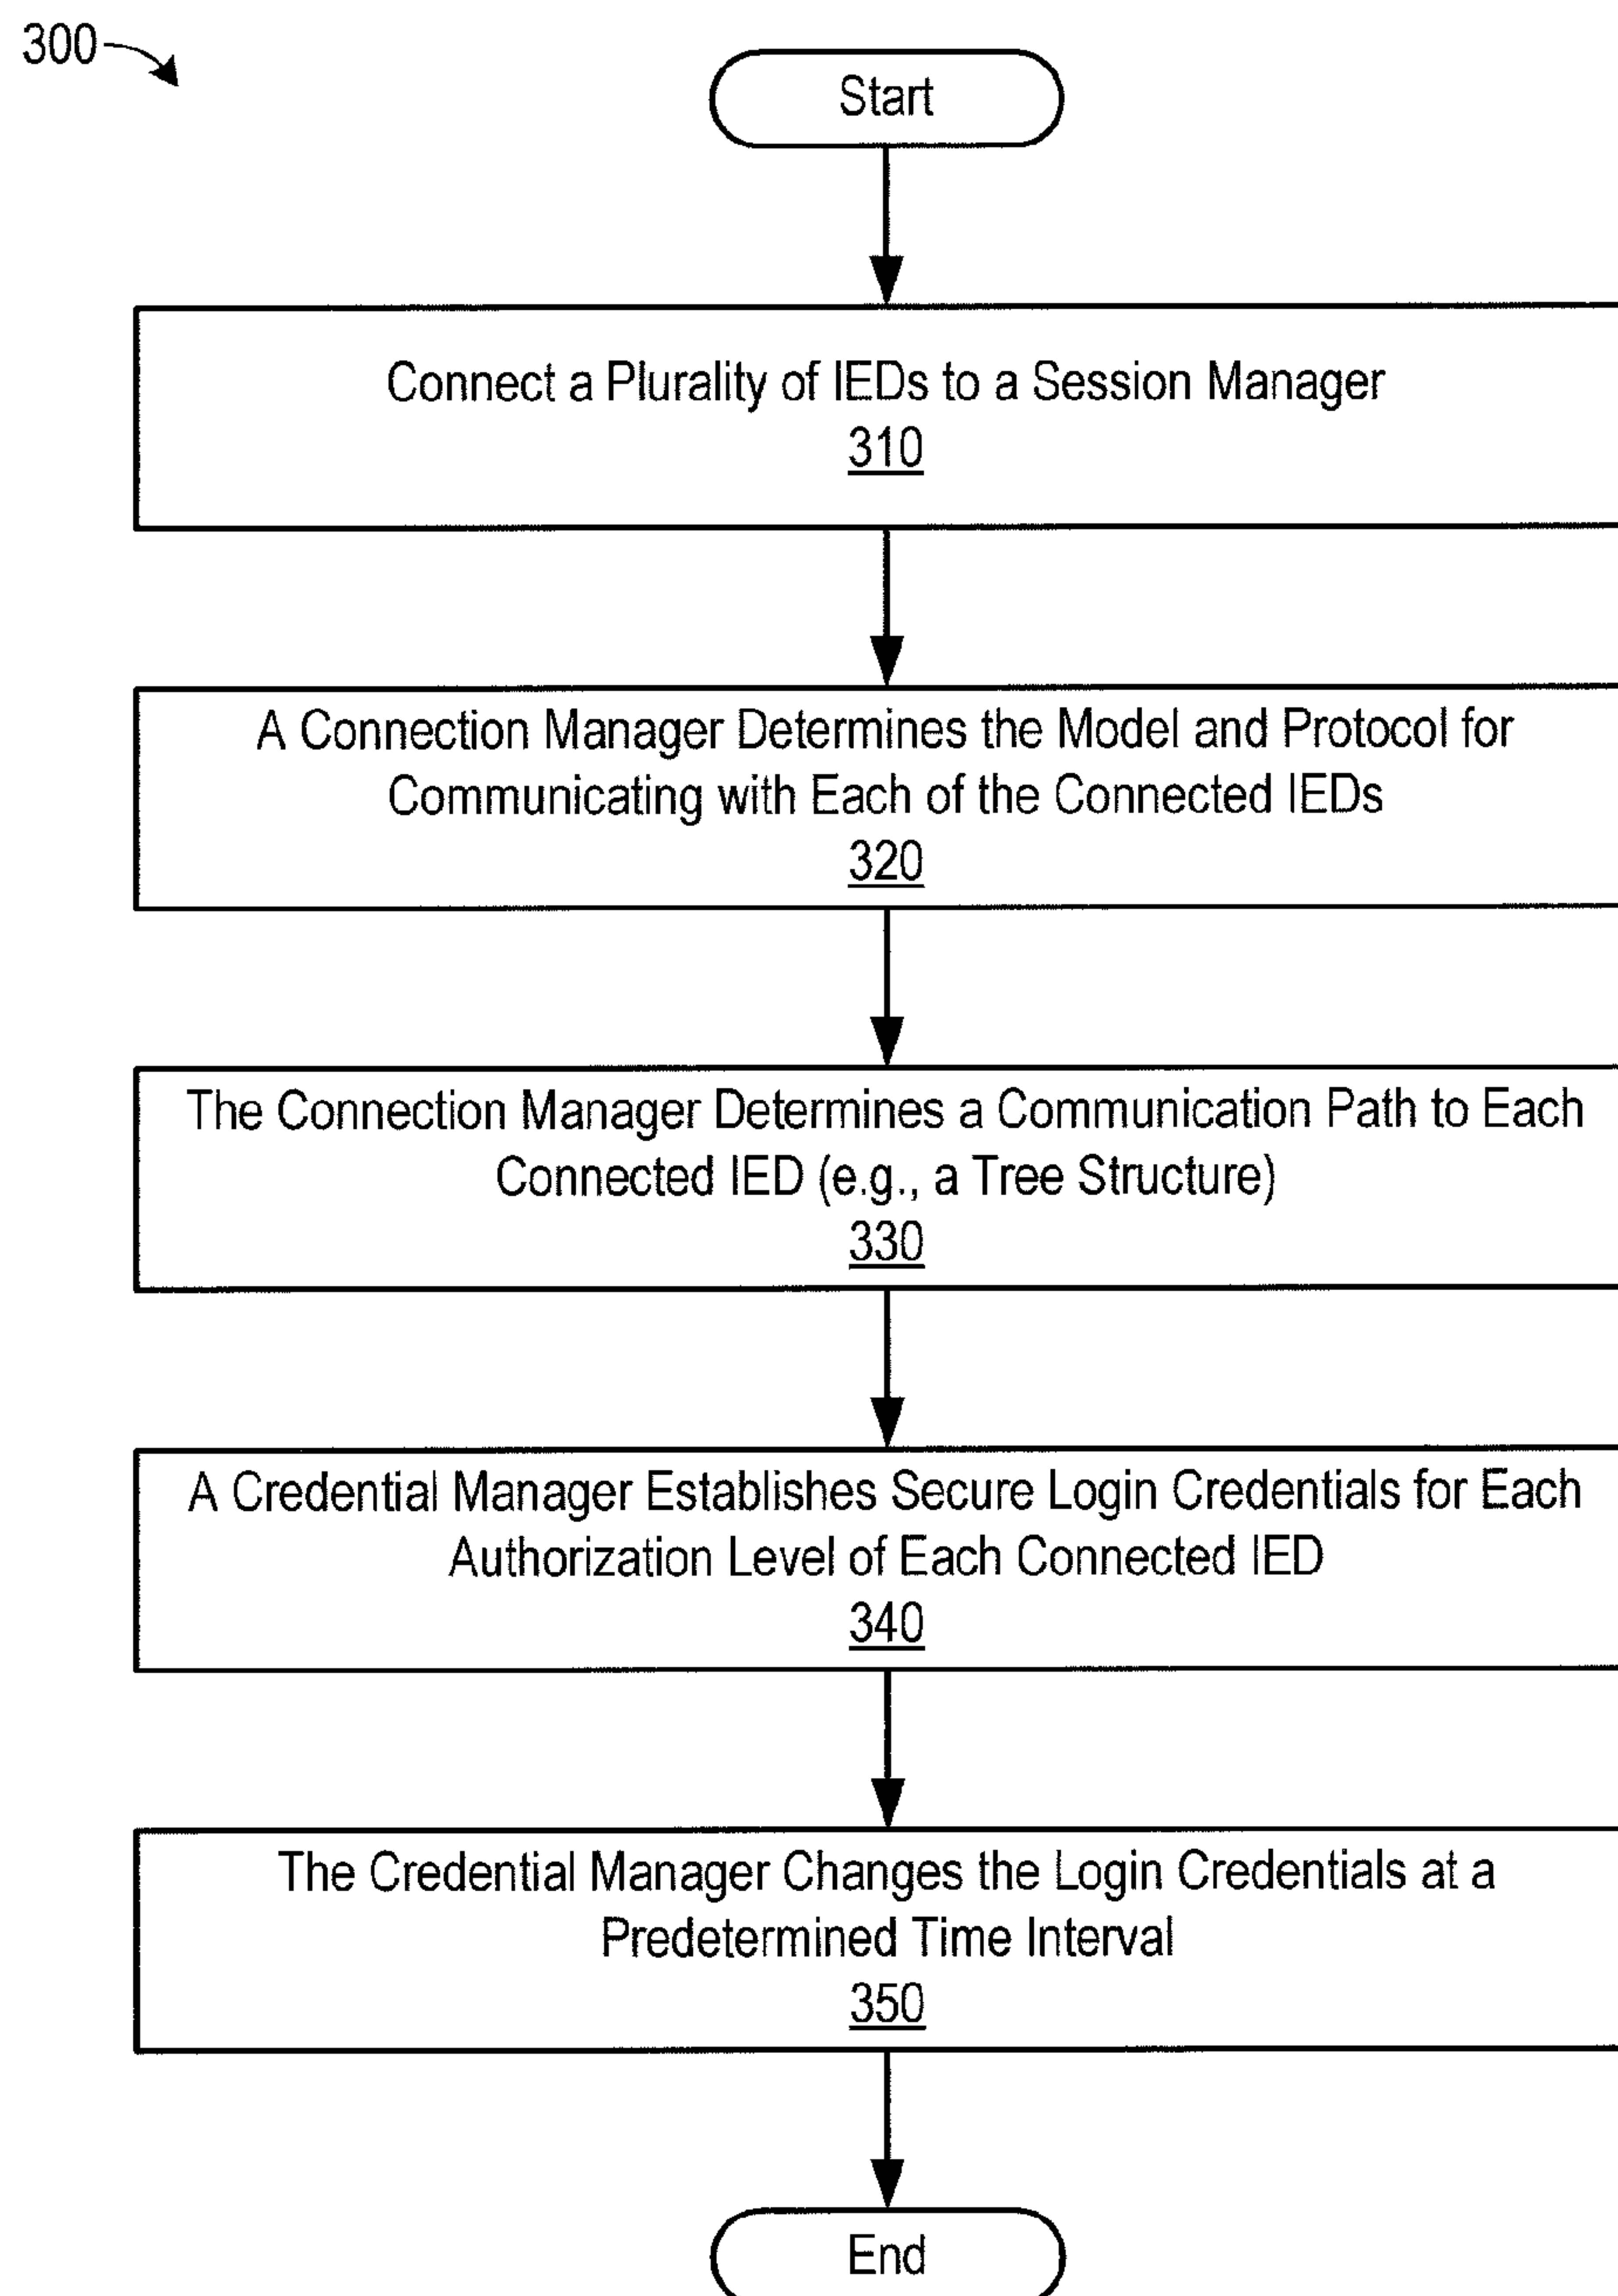 300
Start
Connect a Plurality of IEDs to a Session Manager
310
A Connection Manager Determines the Model and Protocol for
Communicating with Each of the Connected IEDs
320
The Connection Manager Determines a Communication Path to Each
Connected IED (e.g., a Tree Structure)
330
A Credential Manager Establishes Secure Login Credentials for Each
Authorization Level of Each Connected IED
340
The Credential Manager Changes the Login Credentials at a
Predetermined Time Interval
350
End